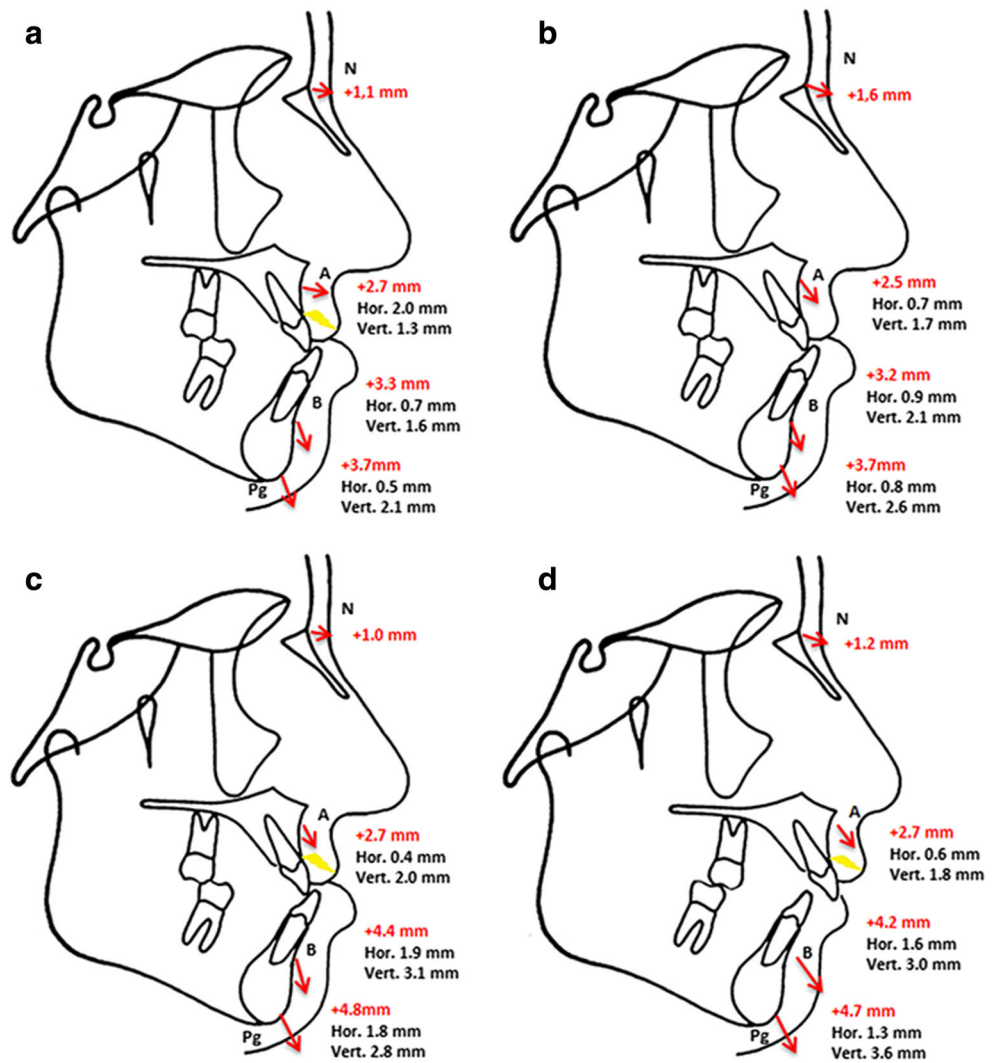 a
N
+1,1 mm
A
+2.7 mm
Hor. 2.0 mm
Vert. 1.3 mm
+3.3 mm
B
Hor. 0.7 mm
Vert. 1.6 mm
+3.7mm
Pg
Hor. 0.5 mm
Vert. 2.1 mm
b
N
+1,6 mm
A
+2.5 mm
Hor. 0.7 mm
Vert. 1.7 mm
+3.2 mm
B
Hor. 0.9 mm
Vert. 2.1 mm
+3.7mm
Pg
Hor. 0.8 mm
Vert. 2.6 mm
c
N
+1.0 mm
A
+2.7 mm
Hor. 0.4 mm
Vert. 2.0 mm
+4.4 mm
B
Hor. 1.9 mm
Vert. 3.1 mm
+4.8mm
Pg
Hor. 1.8 mm
Vert. 2.8 mm
d
N
+1.2 mm
A
+2.7 mm
Hor. 0.6 mm
Vert. 1.8 mm
+4.2 mm
B
Hor. 1.6 mm
Vert. 3.0 mm
+4.7 mm
Pg
Hor. 1.3 mm
Vert. 3.6 mm